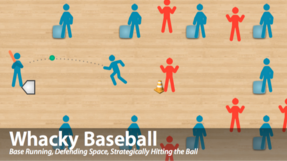 Whacky Baseball
Base Running, Defending Space, Strategically Hitting the Ball